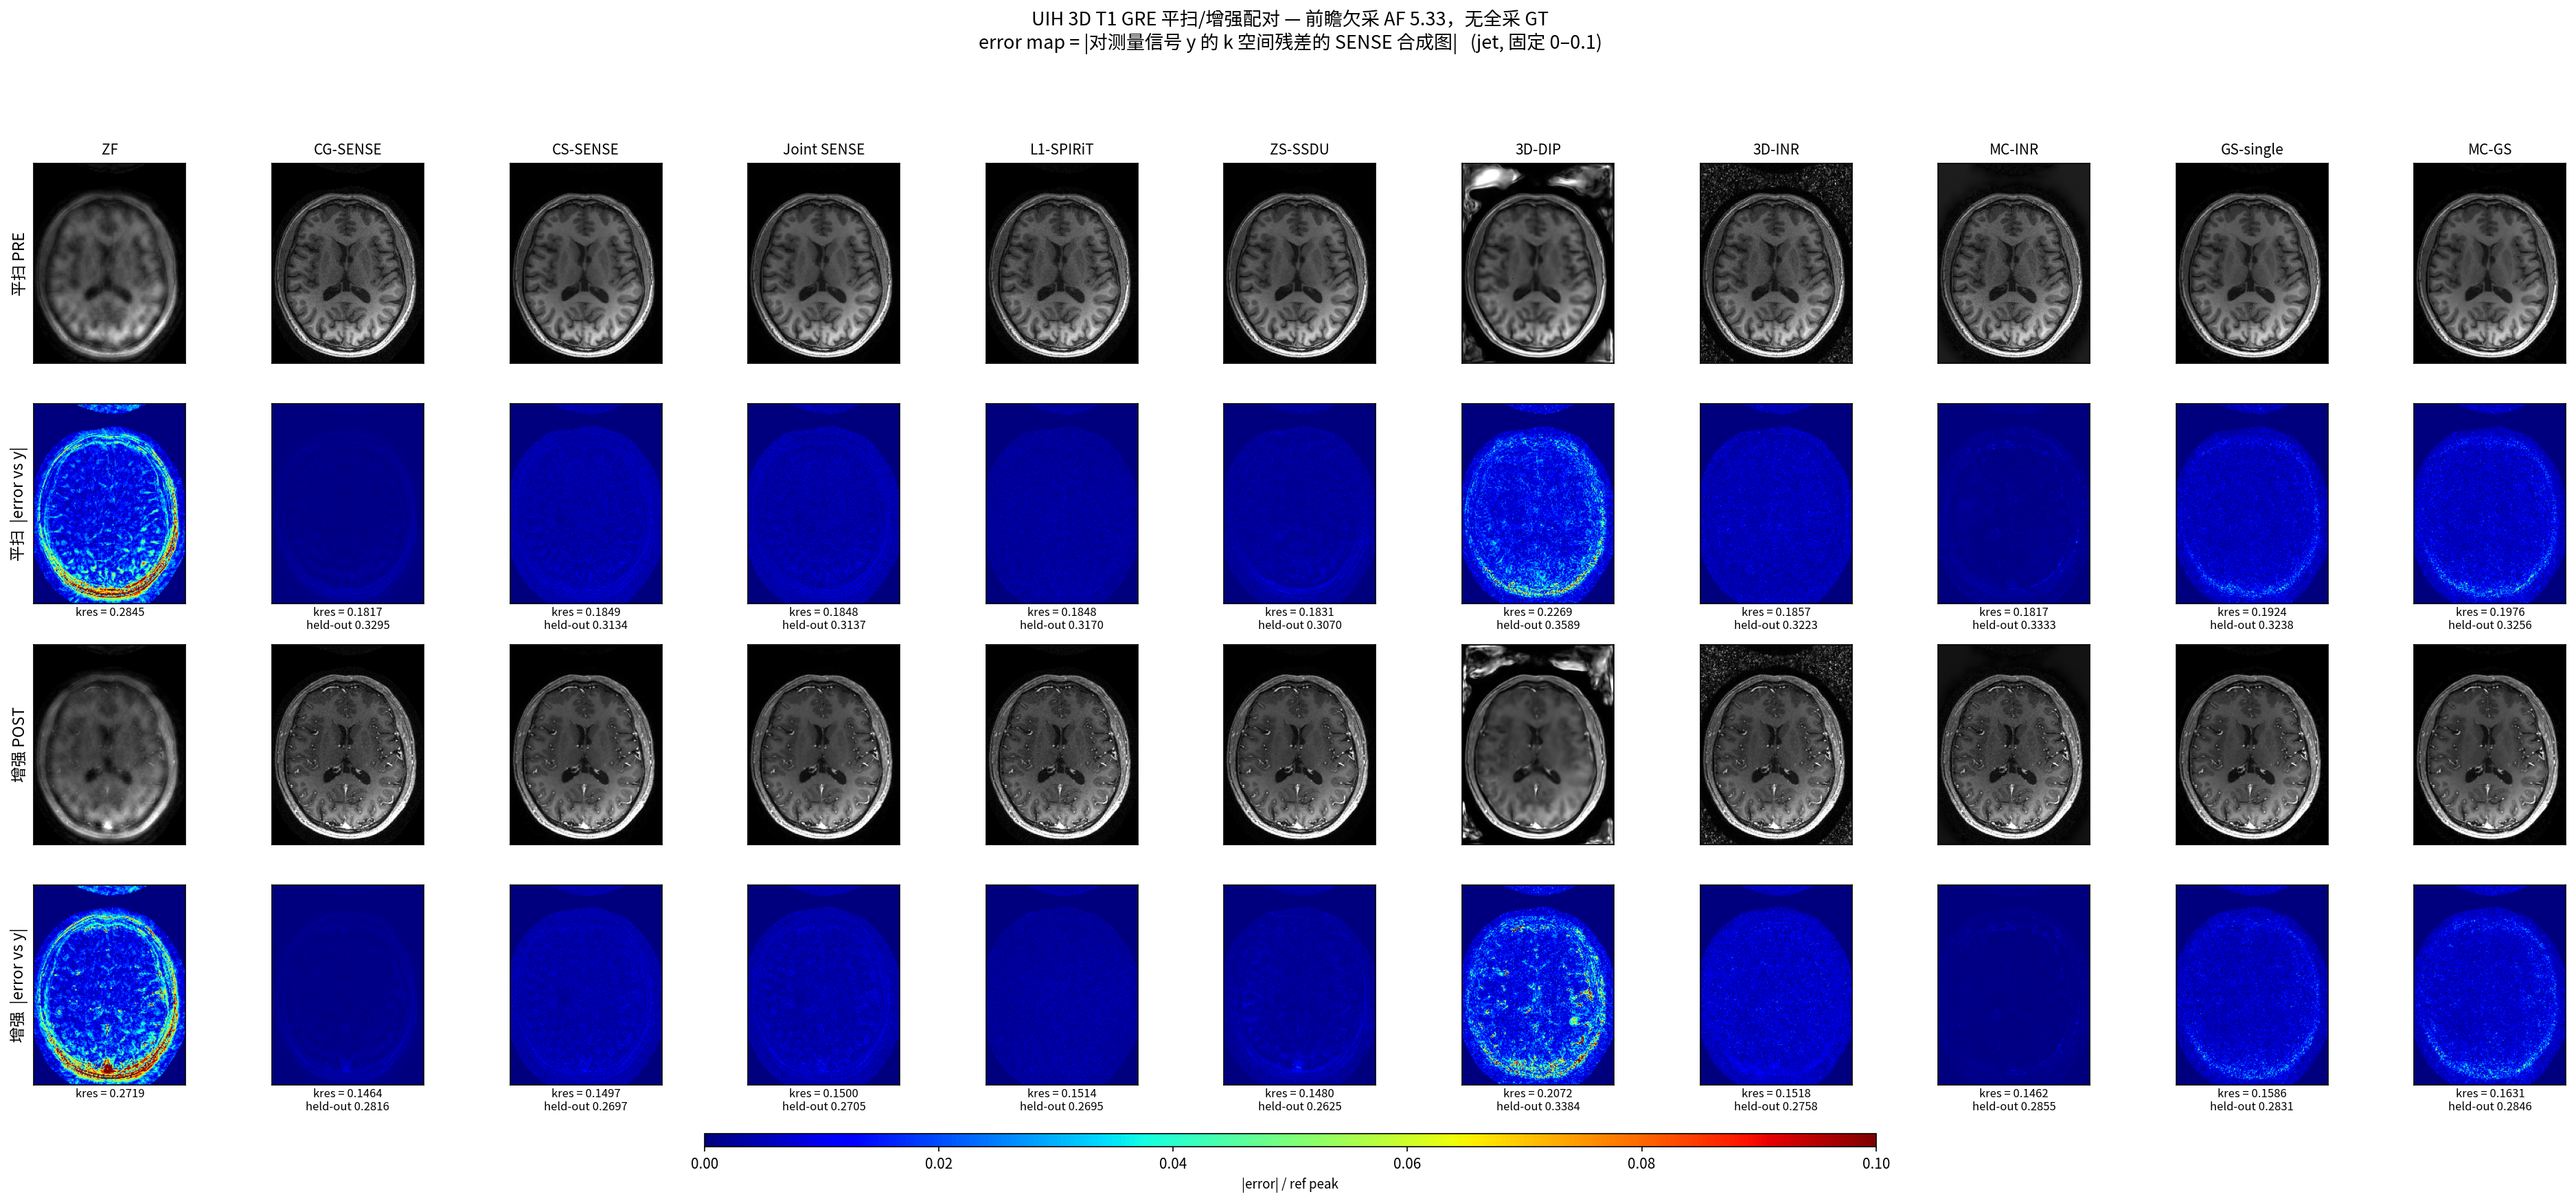 UIH 3D T1 GRE 平扫/增强配对 — 前瞻欠采 AF 5.33，无全采 GT
error map = |对测量信号 y 的 k 空间残差的 SENSE 合成图|   (jet, 固定 0–0.1)
ZF
CG-SENSE
CS-SENSE
Joint SENSE
L1-SPIRiT
ZS-SSDU
3D-DIP
3D-INR
MC-INR
GS-single
MC-GS
平扫 PRE
平扫 |error vs y|
kres = 0.2845
kres = 0.1817
held-out 0.3295
kres = 0.1849
held-out 0.3134
kres = 0.1848
held-out 0.3137
kres = 0.1848
held-out 0.3170
kres = 0.1831
held-out 0.3070
kres = 0.2269
held-out 0.3589
kres = 0.1857
held-out 0.3223
kres = 0.1817
held-out 0.3333
kres = 0.1924
held-out 0.3238
kres = 0.1976
held-out 0.3256
增强 POST
增强 |error vs y|
kres = 0.2719
kres = 0.1464
held-out 0.2816
kres = 0.1497
held-out 0.2697
kres = 0.1500
held-out 0.2705
kres = 0.1514
held-out 0.2695
kres = 0.1480
held-out 0.2625
kres = 0.2072
held-out 0.3384
kres = 0.1518
held-out 0.2758
kres = 0.1462
held-out 0.2855
kres = 0.1586
held-out 0.2831
kres = 0.1631
held-out 0.2846
0.00
0.02
0.04
0.06
0.08
0.10
|error| / ref peak